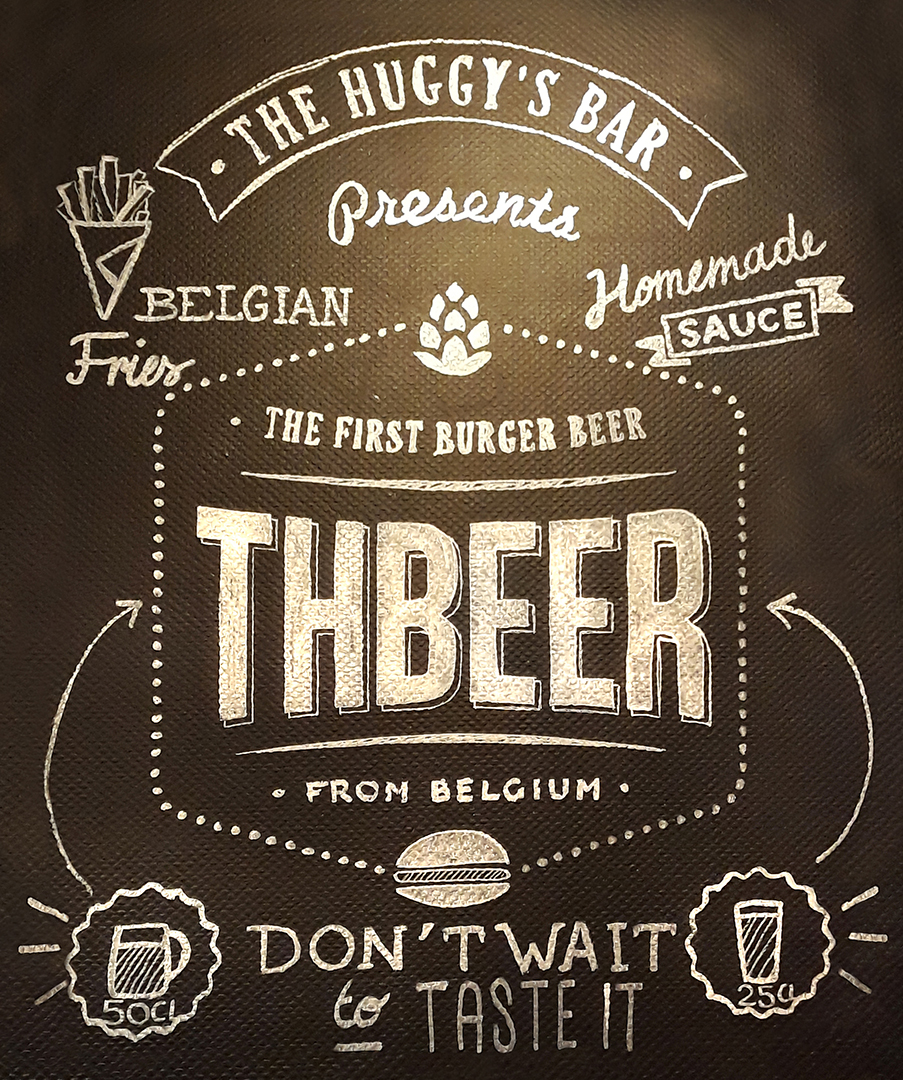 • THE HUGGY'S BAR •
Presents
BELGIAN
Fries
Homemade
SAUCE
• THE FIRST BURGER BEER
THBEER
• FROM BELGIUM •
50cl
DON'T WAIT
to TASTE IT
25cl